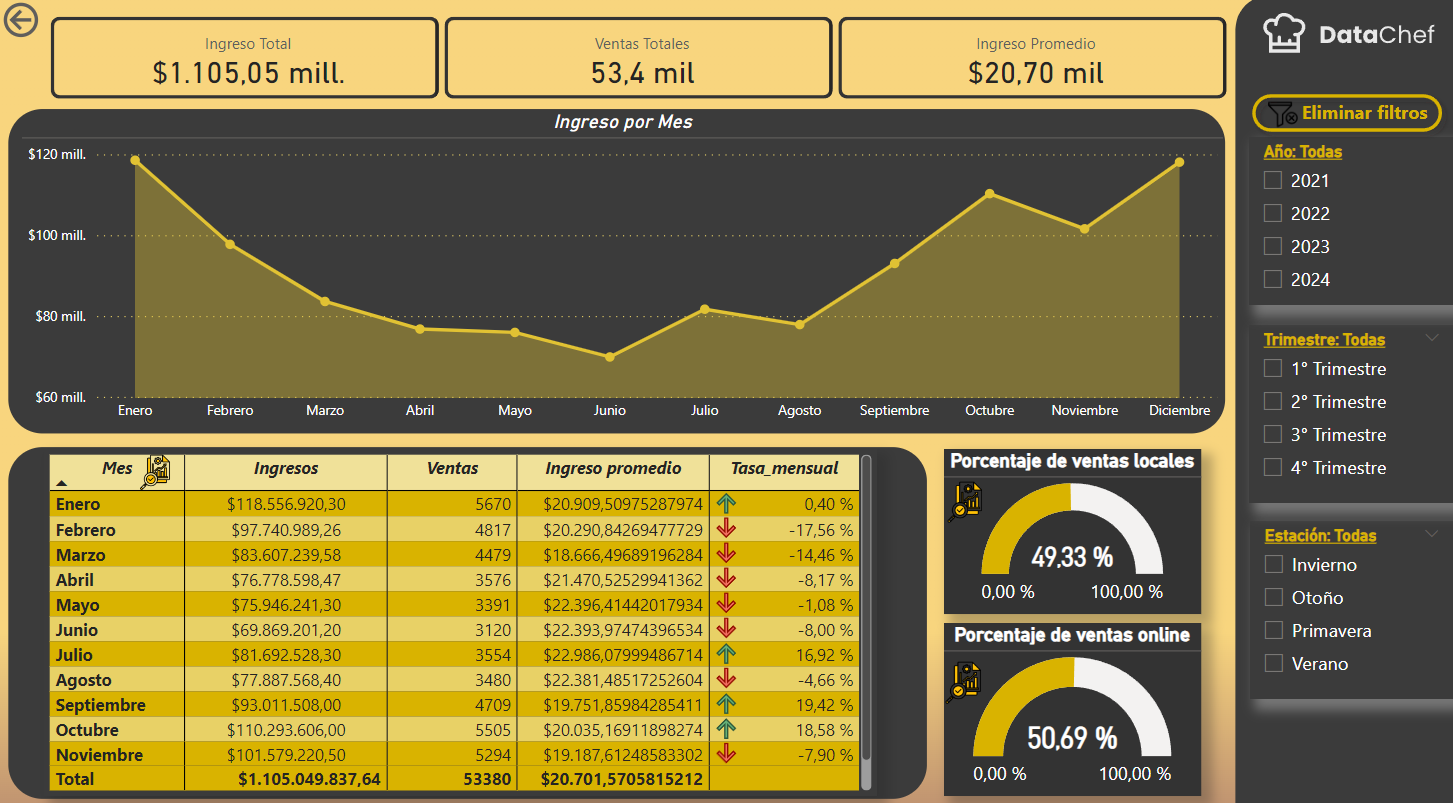 Ingreso Total
$1.105,05 mill.
Ventas Totales
53,4 mil
Ingreso Promedio
$20,70 mil
DataChef
Eliminar filtros
Año: Todas
2021
2022
2023
2024
Trimestre: Todas
1° Trimestre
2° Trimestre
3° Trimestre
4° Trimestre
Estación: Todas
Invierno
Otoño
Primavera
Verano
Ingreso por Mes
$120 mill.
$100 mill.
$80 mill.
$60 mill.
Enero Febrero Marzo Abril Mayo Junio Julio Agosto Septiembre Octubre Noviembre Diciembre
Mes Ingresos Ventas Ingreso promedio Tasa_mensual
Enero $118.556.920,30 5670 $20.909,50975287974 0,40 %
Febrero $97.740.989,26 4817 $20.290,84269477729 -17,56 %
Marzo $83.607.239,58 4479 $18.666,49689196284 -14,46 %
Abril $76.778.598,47 3576 $21.470,52529941362 -8,17 %
Mayo $75.946.241,30 3391 $22.396,41442017934 -1,08 %
Junio $69.869.201,20 3120 $22.393,97474396534 -8,00 %
Julio $81.692.528,30 3554 $22.986,07999486714 16,92 %
Agosto $77.887.568,40 3480 $22.381,48517252604 -4,66 %
Septiembre $93.011.508,00 4709 $19.751,85984285411 19,42 %
Octubre $110.293.606,00 5505 $20.035,16911898274 18,58 %
Noviembre $101.579.220,50 5294 $19.187,61248583302 -7,90 %
Total $1.105.049.837,64 53380 $20.701,5705815212
Porcentaje de ventas locales
49,33 %
0,00 % 100,00 %
Porcentaje de ventas online
50,69 %
0,00 % 100,00 %